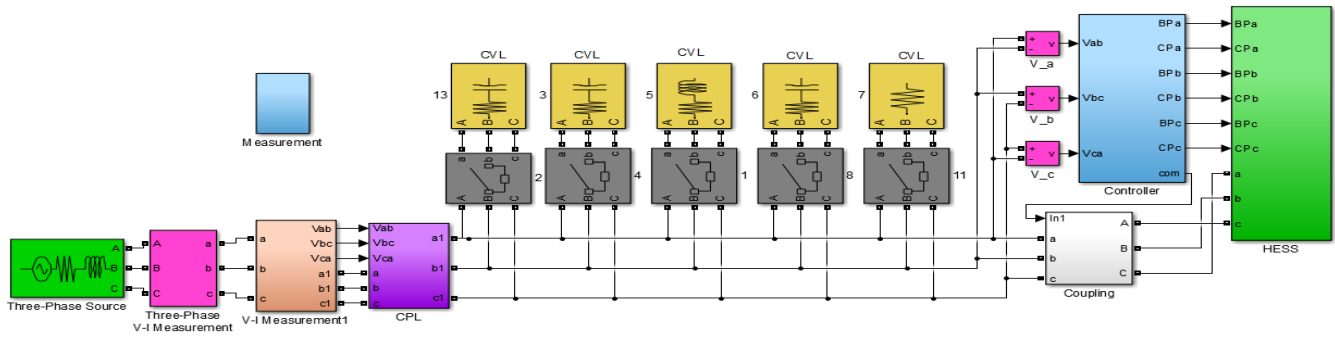 CVL CVL CVL CVL CVL
13 3 5 6 7
A B C A B C A B C A B C A B C
a b c a b c a b c a b c a b c
2 4 1 8 11
A B C A B C A B C A B C A B C
Measurement
A B C
Three-Phase Source
A a
B b
C c
Three-Phase
V-I Measurement
a Vab
Vbc
Vca
b a1
b1
c c1
V-I Measurement1
Vab
Vbc
Vca
a a1
b b1
c c1
CPL
+ v
−
V_a
+ v
−
V_b
+ v
−
V_c
Vab BPa
CPa
Vbc BPb
CPb
BPc
Vca CPc
com
Controller
In1
a A
b B
c C
Coupling
BPa
CPa
BPb
CPb
BPc
CPc
a
b
c
HESS